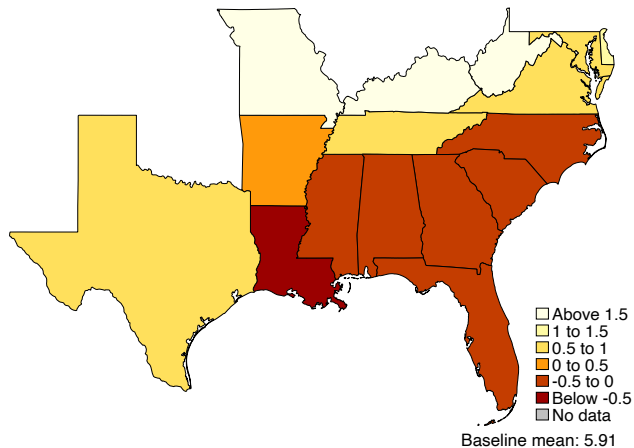 Above 1.5
1 to 1.5
0.5 to 1
0 to 0.5
-0.5 to 0
Below -0.5
No data
Baseline mean: 5.91